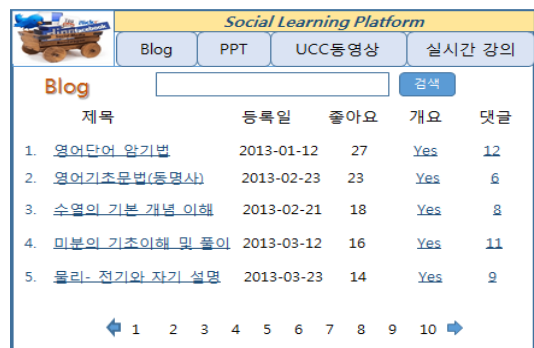 Social Learning Platform
Blog PPT UCC동영상 실시간 강의
Blog 검색
제목 등록일 좋아요 개요 댓글
1. 영어단어 암기법 2013-01-12 27 Yes 12
2. 영어기초문법(동명사) 2013-02-23 23 Yes 6
3. 수열의 기본 개념 이해 2013-02-21 18 Yes 8
4. 미분의 기초이해 및 풀이 2013-03-12 16 Yes 11
5. 물리- 전기와 자기 설명 2013-03-23 14 Yes 9
1 2 3 4 5 6 7 8 9 10